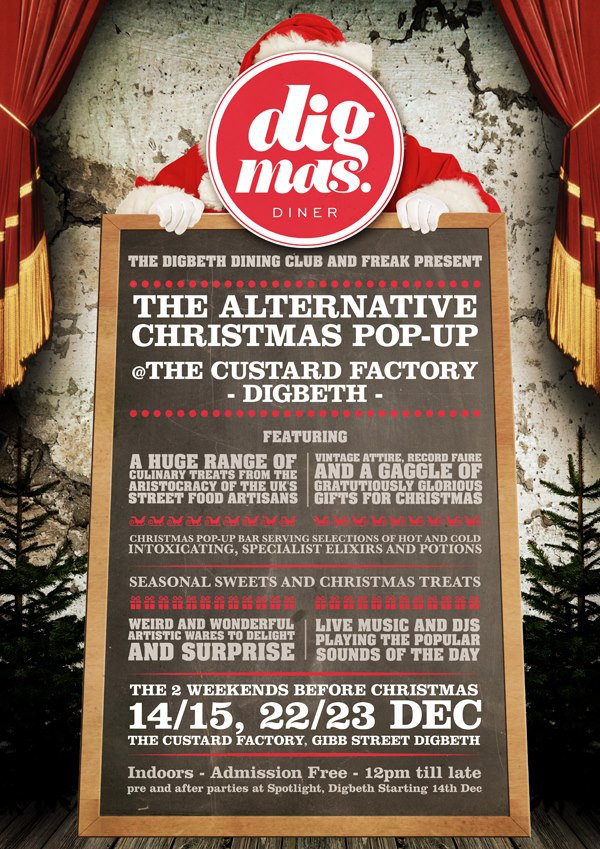 dig
mas.
DINER
THE DIGBETH DINING CLUB AND FREAK PRESENT
THE ALTERNATIVE
CHRISTMAS POP-UP
@THE CUSTARD FACTORY
- DIGBETH -
FEATURING
A HUGE RANGE OF
CULINARY TREATS FROM THE
ARISTOCRACY OF THE UK'S
STREET FOOD ARTISANS
VINTAGE ATTIRE, RECORD FAIRE
AND A GAGGLE OF
GRATUTIOUSLY GLORIOUS
GIFTS FOR CHRISTMAS
CHRISTMAS POP-UP BAR SERVING SELECTIONS OF HOT AND COLD
INTOXICATING, SPECIALIST ELIXIRS AND POTIONS
SEASONAL SWEETS AND CHRISTMAS TREATS
WEIRD AND WONDERFUL
ARTISTIC WARES TO DELIGHT
AND SURPRISE
LIVE MUSIC AND DJS
PLAYING THE POPULAR
SOUNDS OF THE DAY
THE 2 WEEKENDS BEFORE CHRISTMAS
14/15, 22/23 DEC
THE CUSTARD FACTORY, GIBB STREET DIGBETH
Indoors - Admission Free - 12pm till late
pre and after parties at Spotlight, Digbeth Starting 14th Dec